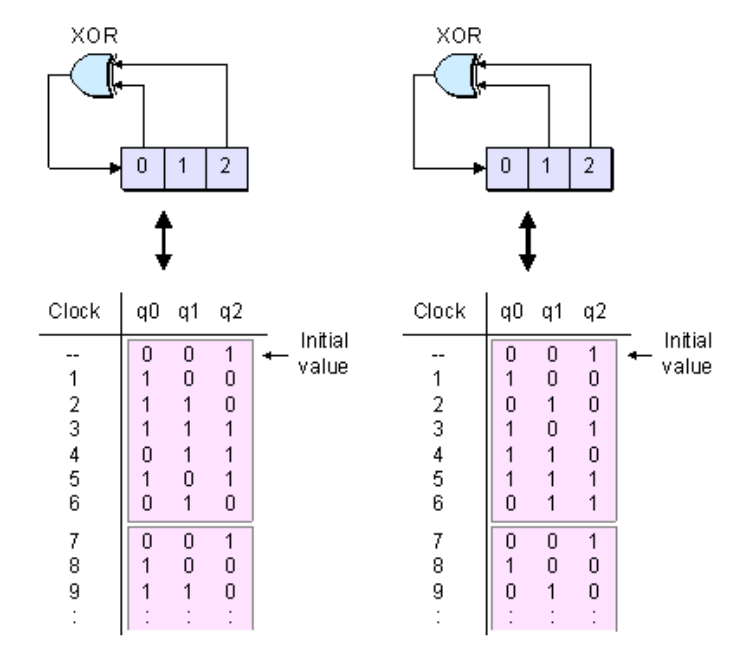 XOR
0 1 2
Clock q0 q1 q2
-- 0 0 1 Initial value
1 1 0 0
2 1 1 0
3 1 1 1
4 0 1 1
5 1 0 1
6 0 1 0
7 0 0 1
8 1 0 0
9 1 1 0
: : : :
XOR
0 1 2
Clock q0 q1 q2
-- 0 0 1 Initial value
1 1 0 0
2 0 1 0
3 1 0 1
4 1 1 0
5 1 1 1
6 0 1 1
7 0 0 1
8 1 0 0
9 0 1 0
: : : :